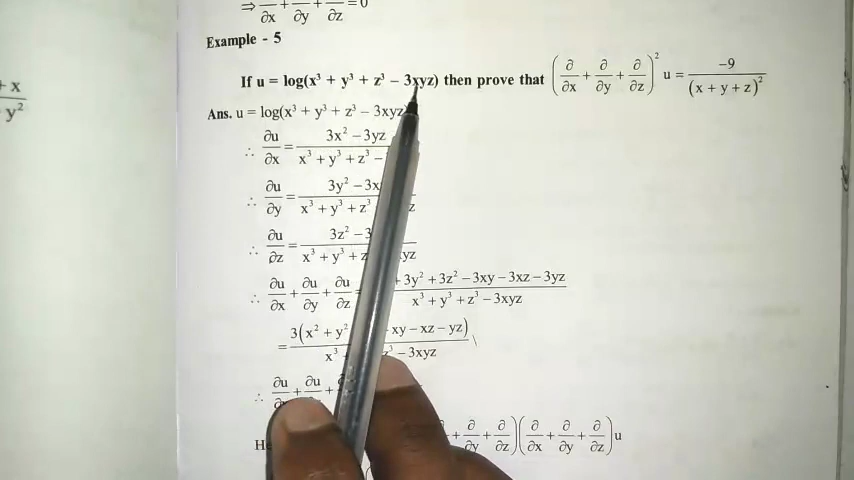 + x
y²
⇒ ∂x + ∂y + ∂z = 0
Example - 5
If u = log(x³ + y³ + z³ − 3xyz) then prove that (∂/∂x + ∂/∂y + ∂/∂z)² u = −9/(x + y + z)²
Ans. u = log(x³ + y³ + z³ − 3xyz
∴ ∂u/∂x = 3x² − 3yz / x³ + y³ + z³ −
∴ ∂u/∂y = 3y² − 3x / x³ + y³ + z³ z
∴ ∂u/∂z = 3z² − 3 / x³ + y³ + z xyz
∴ ∂u/∂x + ∂u/∂y + ∂u/∂z = + 3y² + 3z² − 3xy − 3xz − 3yz / x³ + y³ + z³ − 3xyz
= 3(x² + y² − xy − xz − yz) / x³ + z³ − 3xyz
∴ ∂u/∂x + ∂u +
He + ∂/∂y + ∂/∂z)(∂/∂x + ∂/∂y + ∂/∂z)u